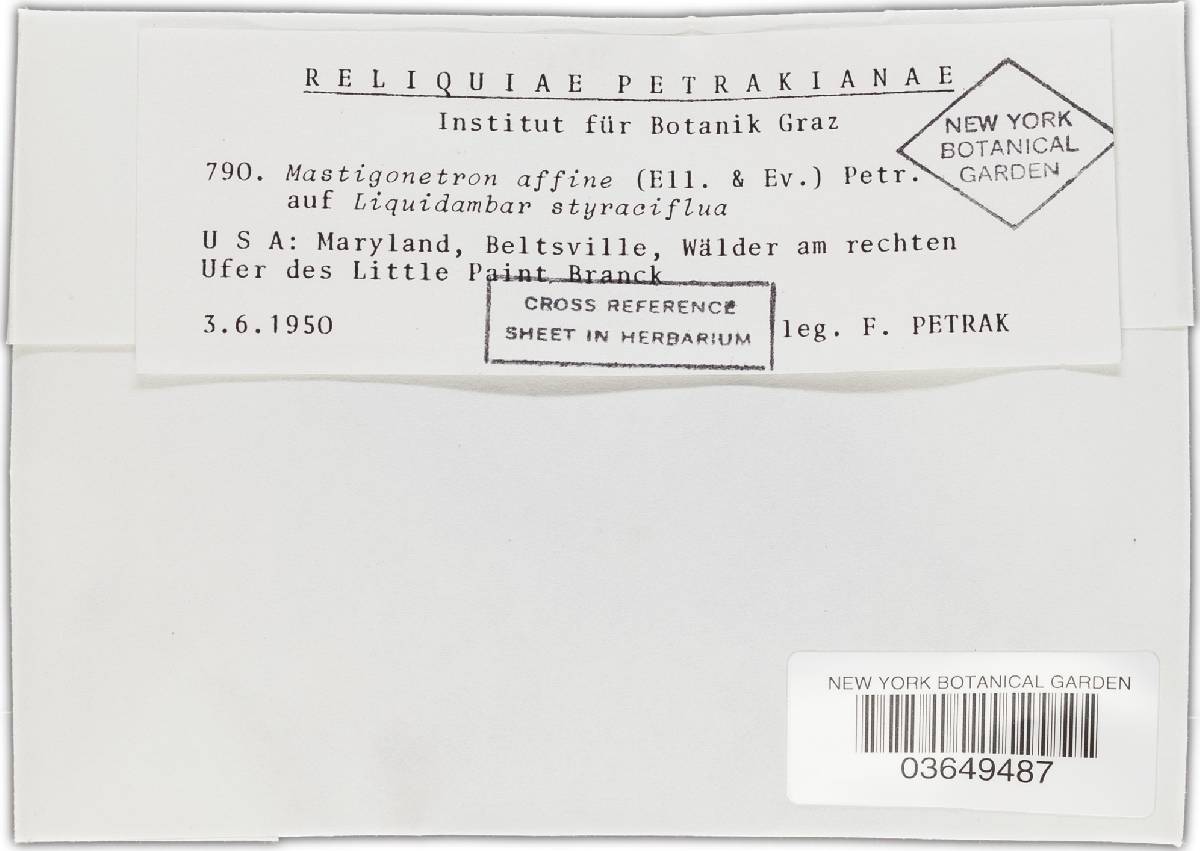 RELIQUIAE PETRAKIANAE
Institut für Botanik Graz
NEW YORK
BOTANICAL
GARDEN
790. Mastigonetron affine (Ell. & Ev.) Petr.
auf Liquidambar styraciflua
U S A: Maryland, Beltsville, Wälder am rechten
Ufer des Little Paint Branck
CROSS REFERENCE
SHEET IN HERBARIUM
3.6.1950 leg. F. PETRAK
NEW YORK BOTANICAL GARDEN
03649487